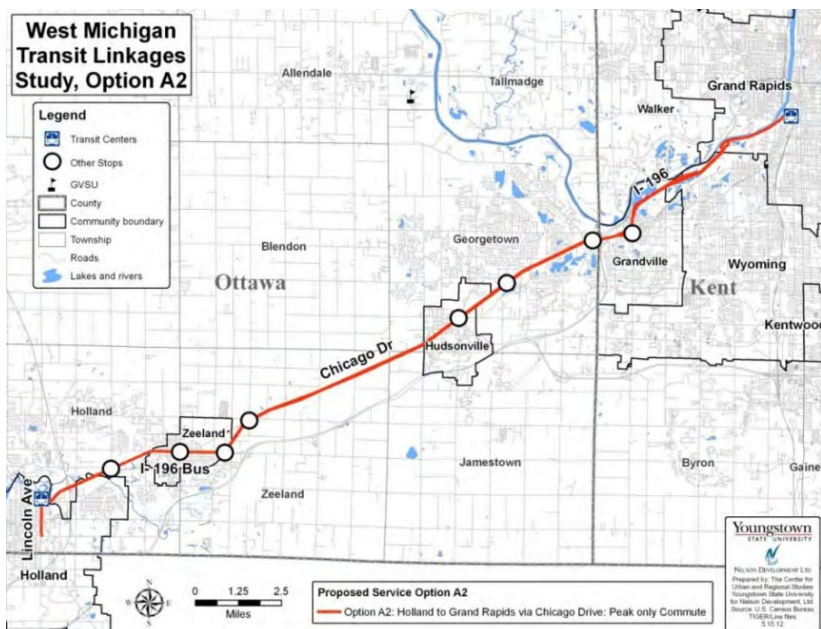 West Michigan
Transit Linkages
Study, Option A2
Legend
Transit Centers
Other Stops
GVSU
County
Community boundary
Township
Roads
Lakes and rivers
Allendale
Tallmadge
Grand Rapids
Walker
I-196
Blendon
Georgetown
Grandville
Wyoming
Ottawa
Kent
Kentwood
Hudsonville
Chicago Dr
Holland
Zeeland
I-196 Bus
Jamestown
Byron
Gaine
Zeeland
Lincoln Ave
Holland
N
W
E
S
0 1.25 2.5
Miles
Proposed Service Option A2
Option A2: Holland to Grand Rapids via Chicago Drive: Peak only Commute
Youngstown
STATE UNIVERSITY
NELSON DEVELOPMENT LTD
Prepared by: The Center for
Urban and Regional Studies
Youngstown State University
for Nelson Development, Ltd.
Source: U.S. Census Bureau
TIGER/Line files
5.15.12